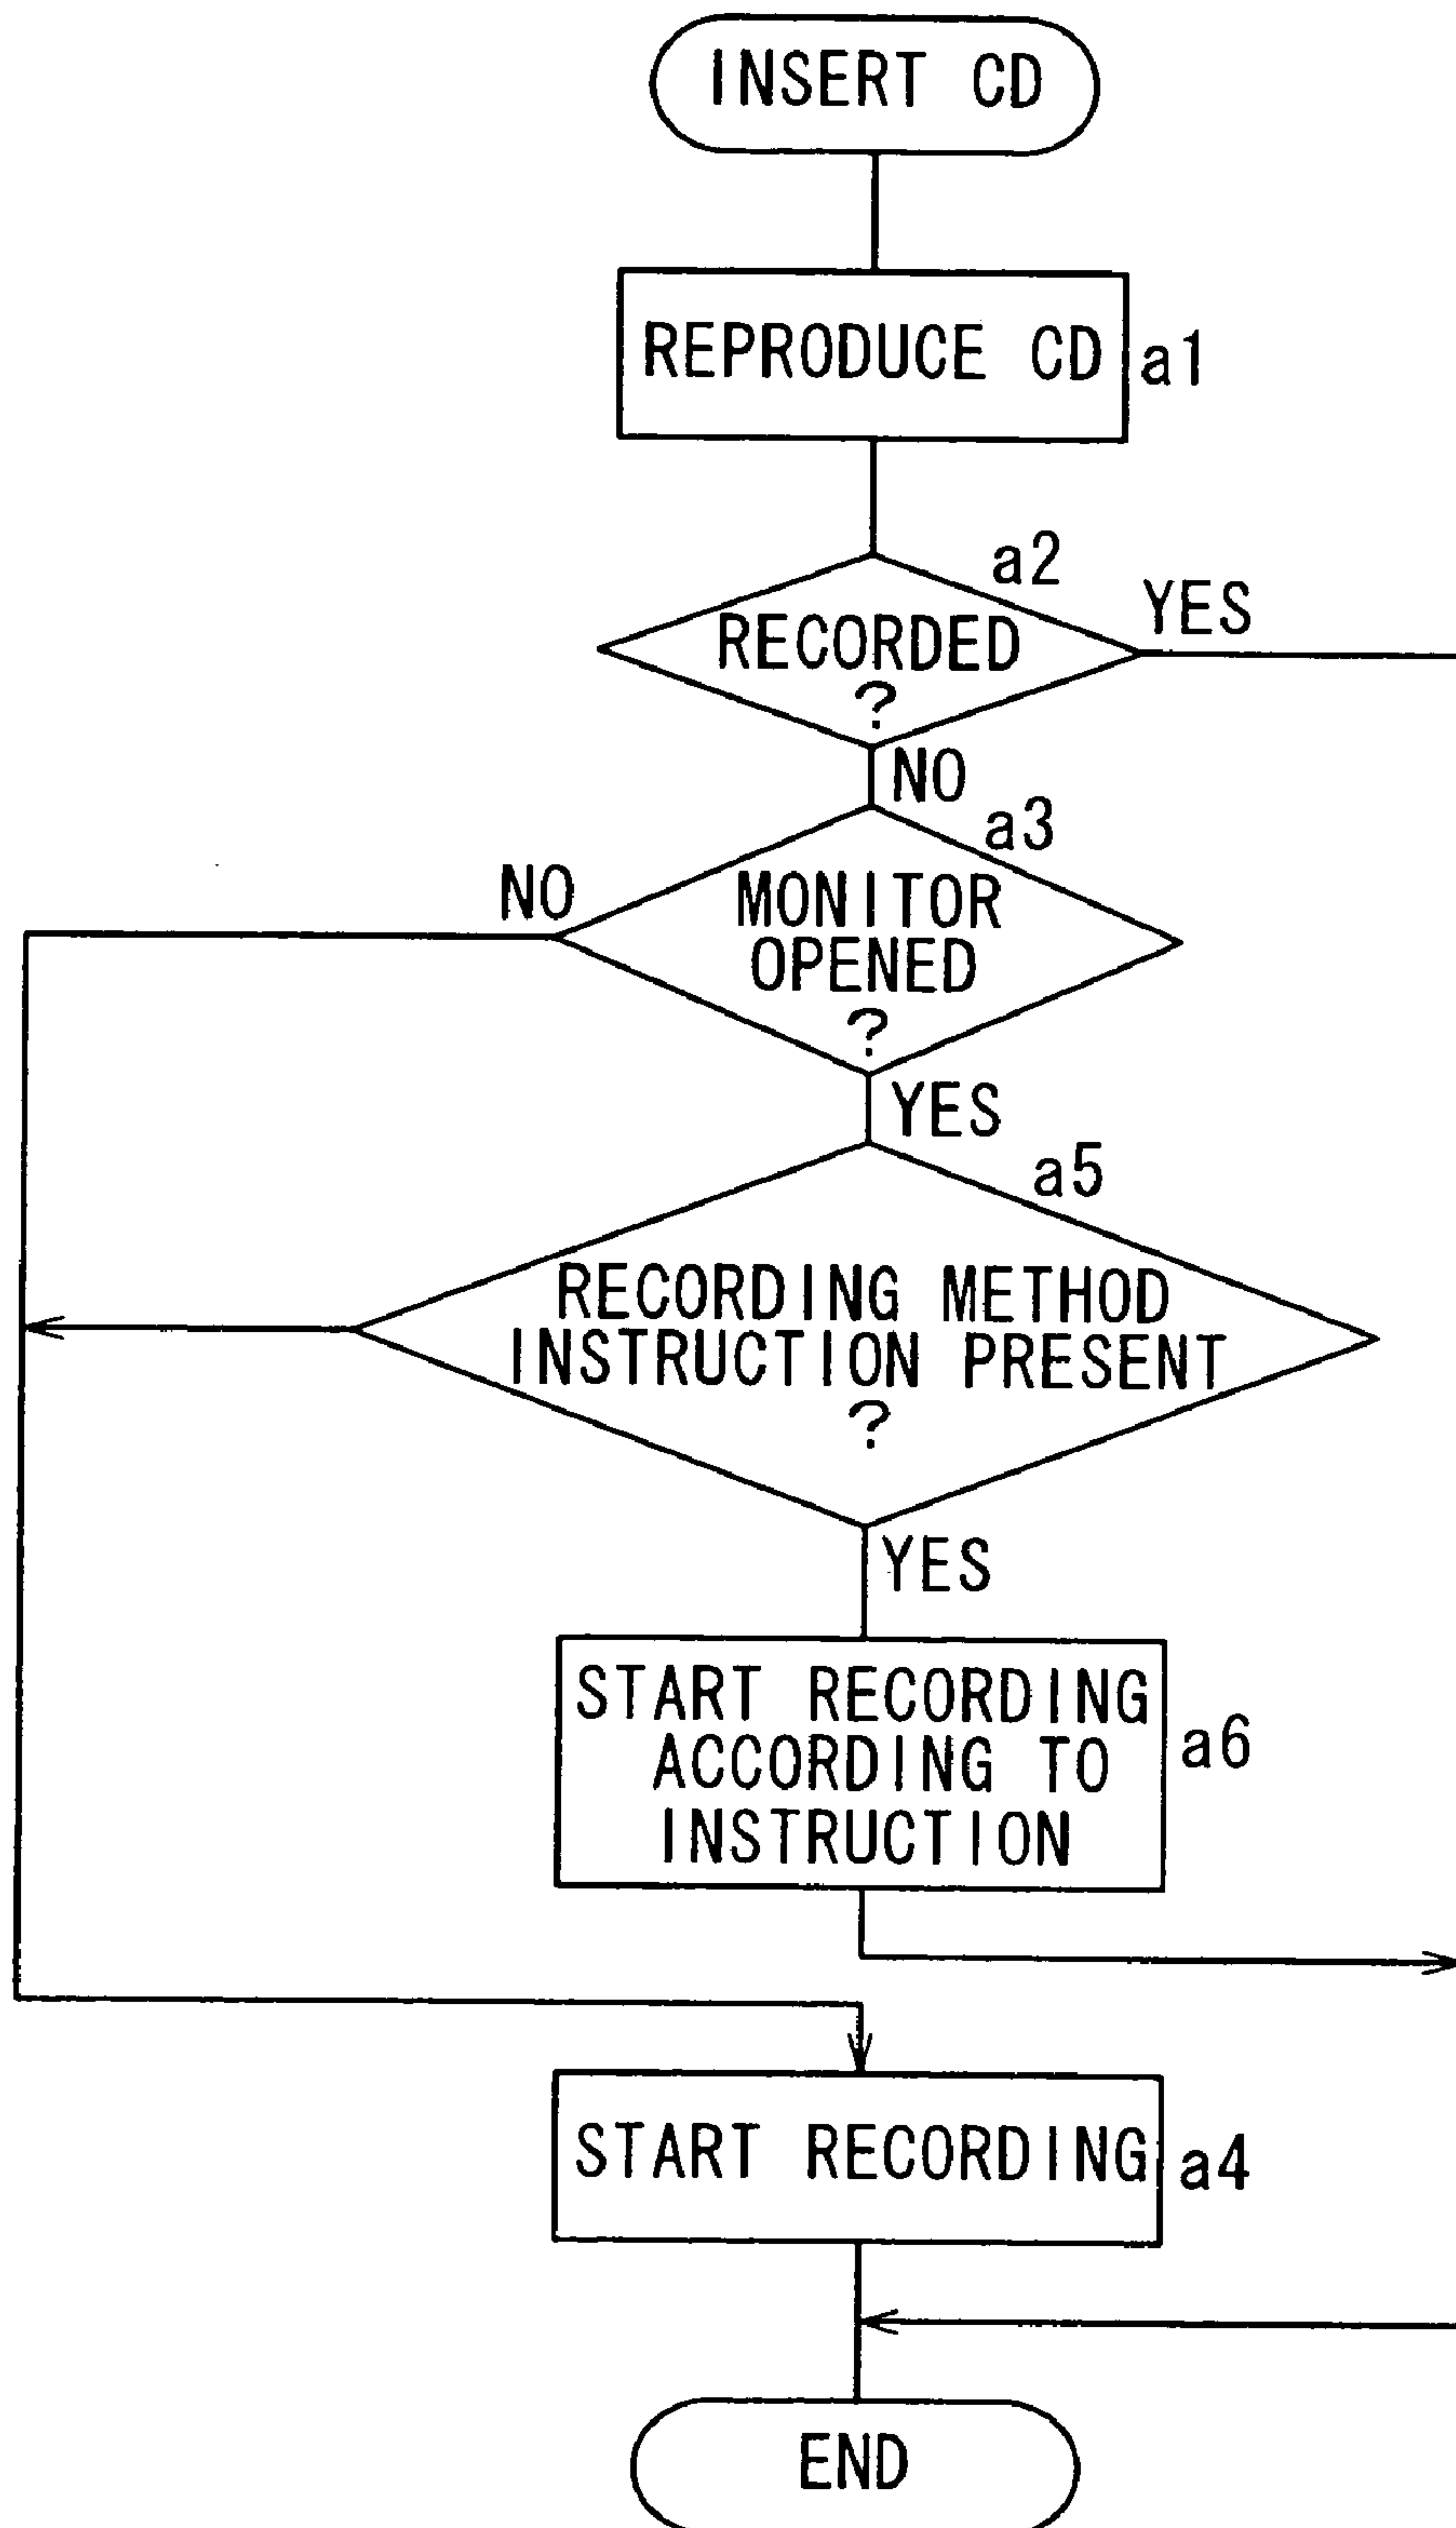 INSERT CD
REPRODUCE CD
a1
a2
YES
RECORDED
?
NO
a3
NO
MONITOR
OPENED
?
YES
a5
RECORDING METHOD
INSTRUCTION PRESENT
?
YES
START RECORDING
ACCORDING TO
INSTRUCTION
a6
START RECORDING
a4
END